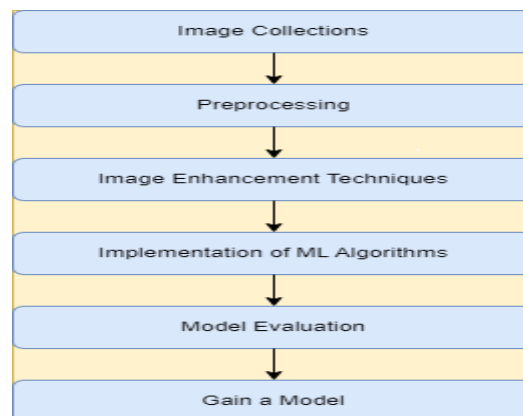 Image Collections
Preprocessing
Image Enhancement Techniques
Implementation of ML Algorithms
Model Evaluation
Gain a Model